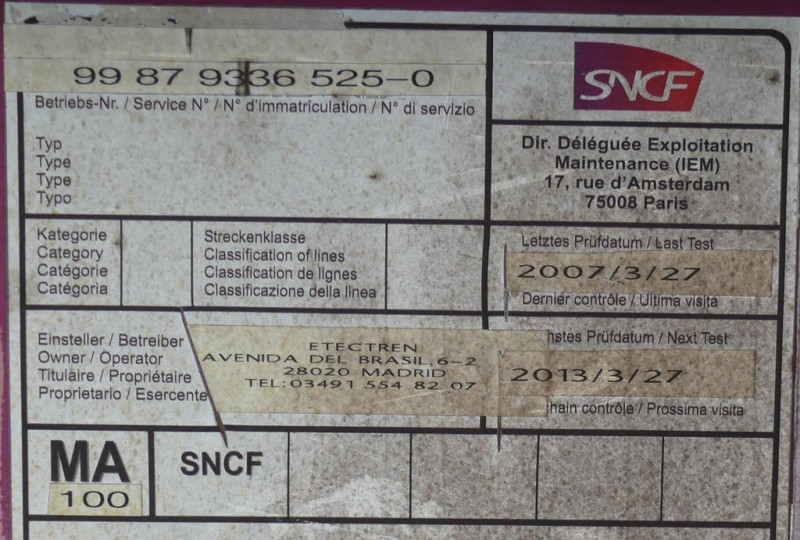 99 87 9336 525-0
Betriebs-Nr. / Service N° / N° d'immatriculation / N° di servizio
Typ
Type
Type
Typo
SNCF
Dir. Déléguée Exploitation
Maintenance (IEM)
17, rue d'Amsterdam
75008 Paris
Kategorie
Category
Catégorie
Catégoria
Streckenklasse
Classification of lines
Classification de lignes
Classificazione della linea
Letztes Prüfdatum / Last Test
2007/3/27
Dernier contrôle / Ultima visita
Einsteller / Betreiber
Owner / Operator
Titulaire / Propriétaire
Proprietario / Esercente
ETECTREN
AVENIDA DEL BRASIL, 6-2
28020 MADRID
TEL:03491 554 82 07
hstes Prüfdatum / Next Test
2013/3/27
hain contrôle / Prossima visita
MA
100
SNCF